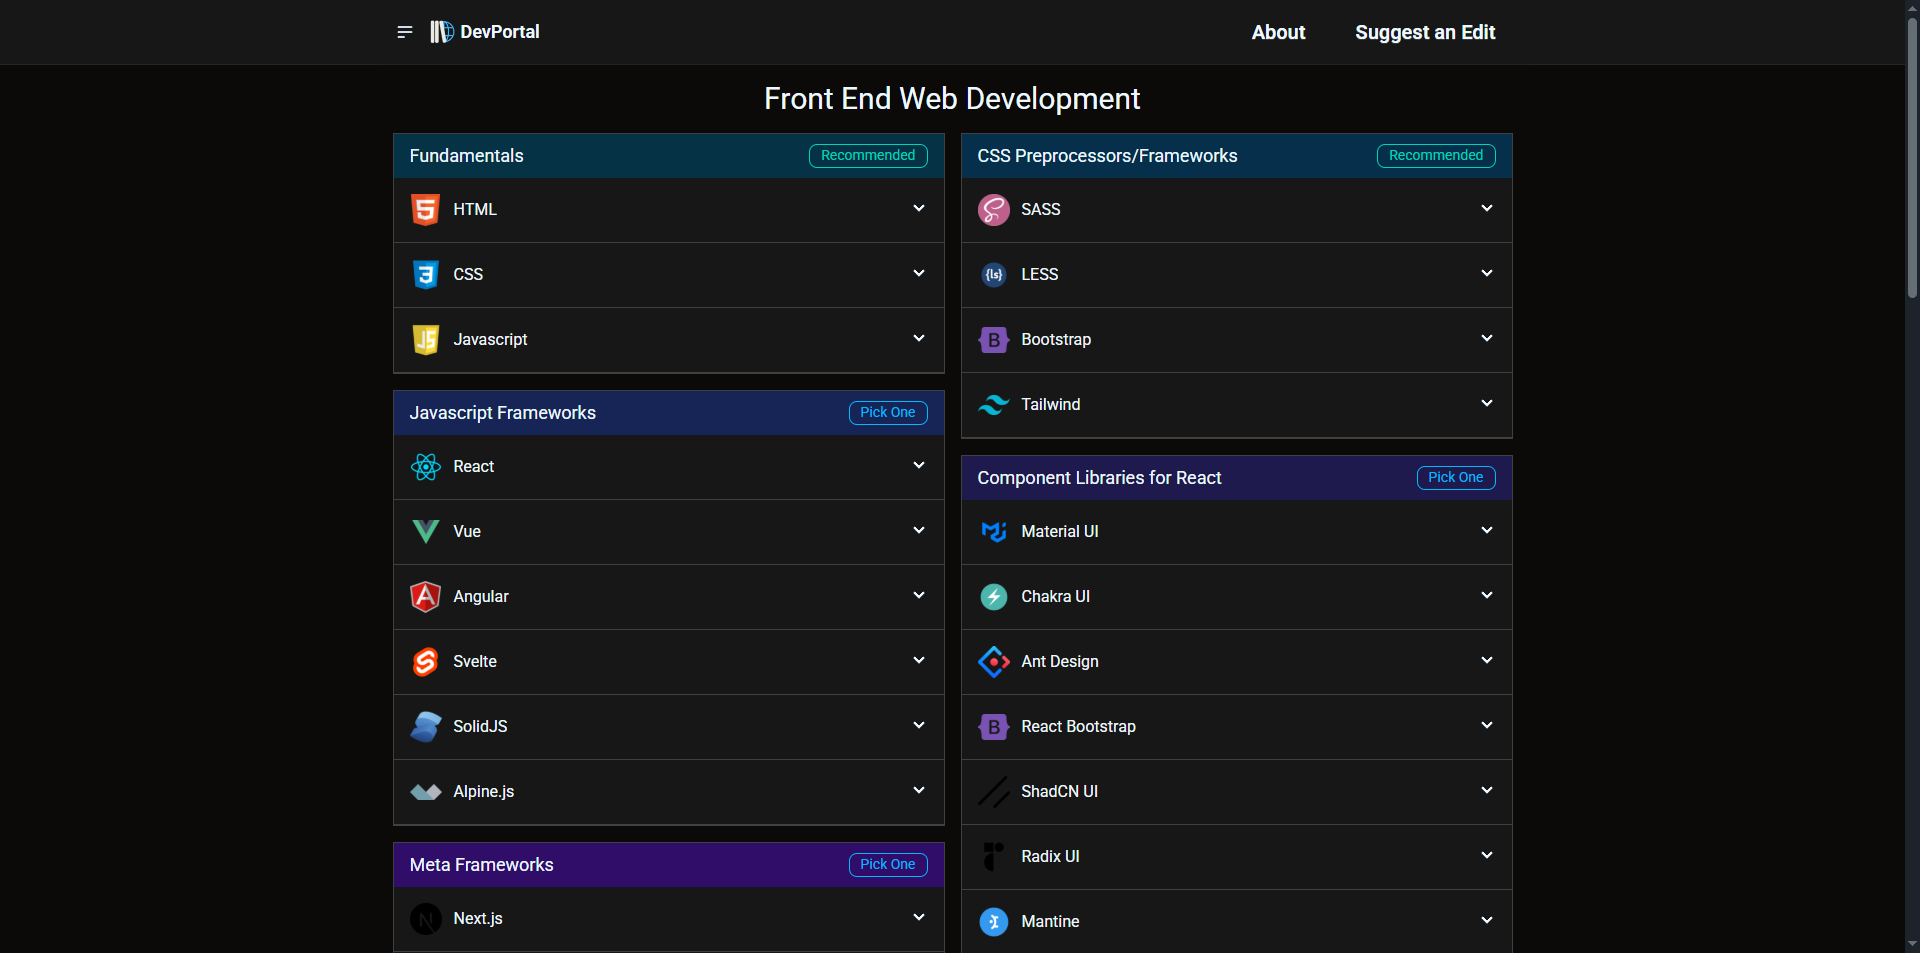 DevPortal
About
Suggest an Edit
Front End Web Development
Fundamentals
Recommended
HTML
CSS
Javascript
Javascript Frameworks
Pick One
React
Vue
Angular
Svelte
SolidJS
Alpine.js
Meta Frameworks
Pick One
Next.js
CSS Preprocessors/Frameworks
Recommended
SASS
{ls}
LESS
B
Bootstrap
Tailwind
Component Libraries for React
Pick One
Material UI
Chakra UI
Ant Design
B
React Bootstrap
ShadCN UI
Radix UI
Mantine